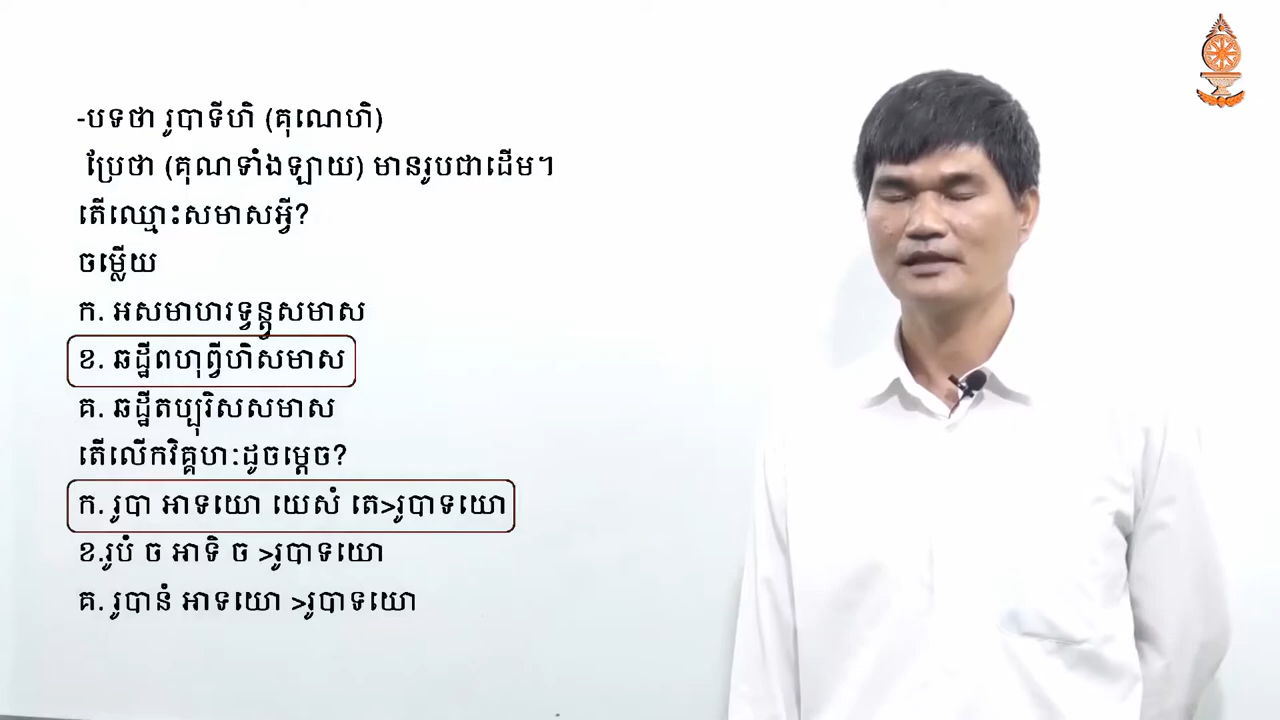 -បទថា រូបាទីហិ (គុណេហិ)
ប្រែថា (គុណទាំងឡាយ) មានរូបជាដើម។
តើឈ្មោះសមាសអ្វី?
ចម្លើយ
ក. អសមាហារទ្វន្ទ្វសមាស
ខ. ឆដ្ឋីពហុព្វីហិសមាស
គ. ឆដ្ឋីតប្បុរិសសមាស
តើលើកវិគ្គហៈដូចម្ដេច?
ក. រូបា អាទយោ យេសំ តេ>រូបាទយោ
ខ.រូបំ ច អាទិ ច >រូបាទយោ
គ. រូបានំ អាទយោ >រូបាទយោ